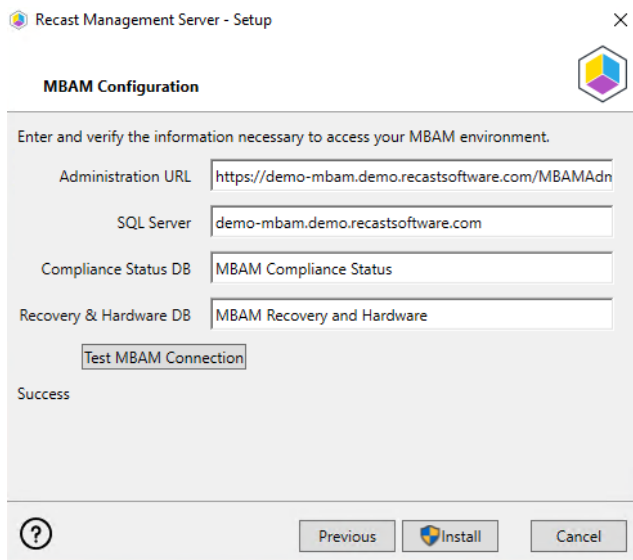 Recast Management Server - Setup
MBAM Configuration
Enter and verify the information necessary to access your MBAM environment.
Administration URL https://demo-mbam.demo.recastsoftware.com/MBAMAdm
SQL Server demo-mbam.demo.recastsoftware.com
Compliance Status DB MBAM Compliance Status
Recovery & Hardware DB MBAM Recovery and Hardware
Test MBAM Connection
Success
? Previous Install Cancel